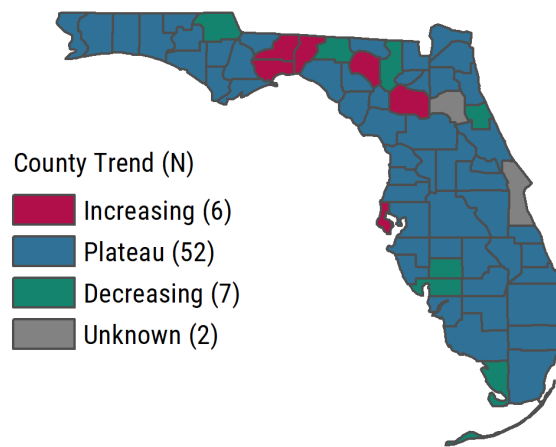 County Trend (N)
Increasing (6)
Plateau (52)
Decreasing (7)
Unknown (2)